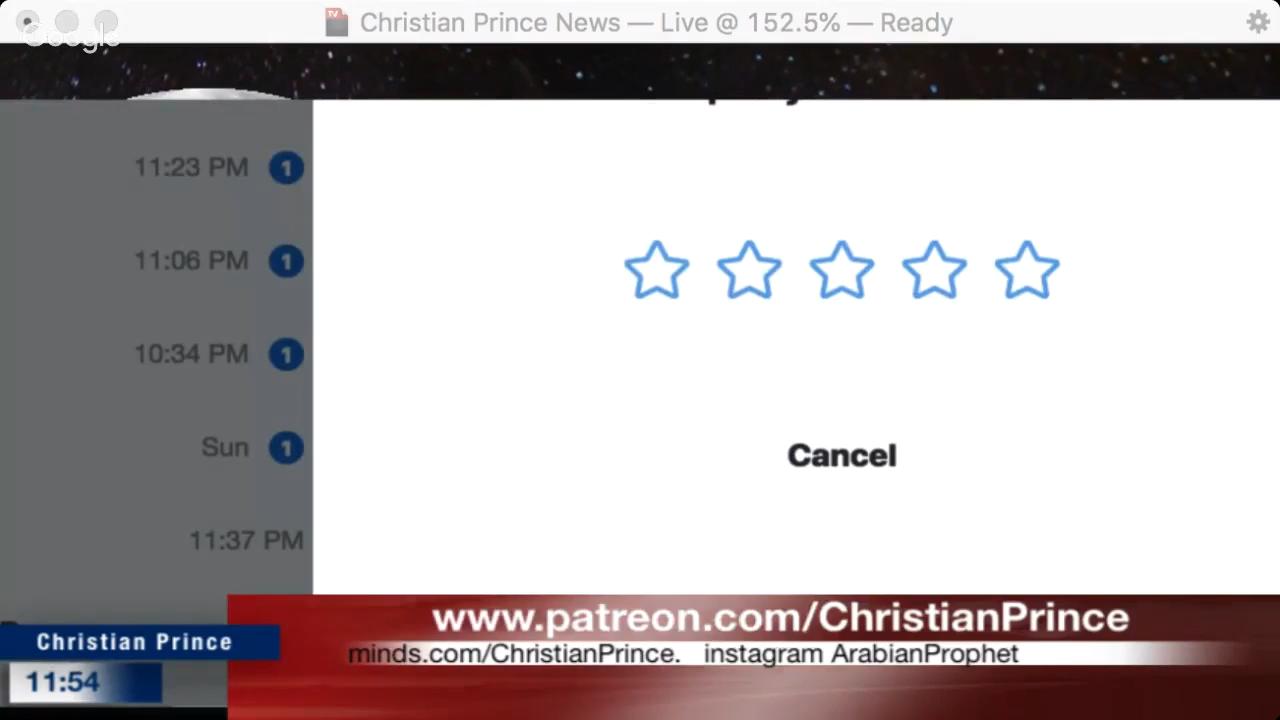 Christian Prince News — Live @ 152.5% — Ready
Google
11:23 PM 1
11:06 PM 1
10:34 PM 1
Sun 1
11:37 PM
Cancel
www.patreon.com/ChristianPrince
Christian Prince
minds.com/ChristianPrince. instagram ArabianProphet
11:54